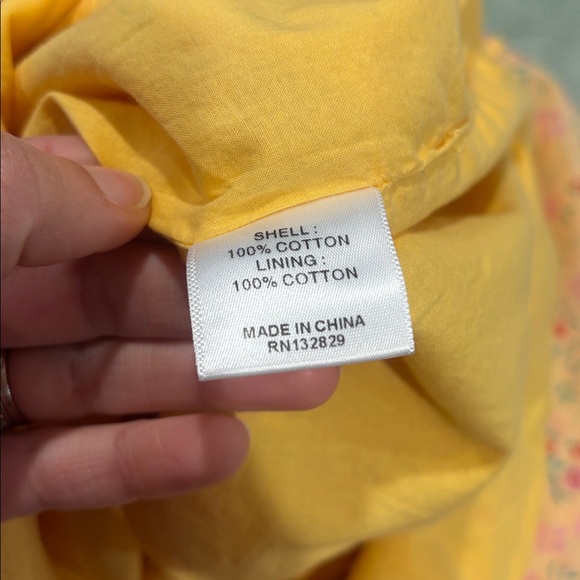 SHELL :
100% COTTON
LINING :
100% COTTON
MADE IN CHINA
RN132829